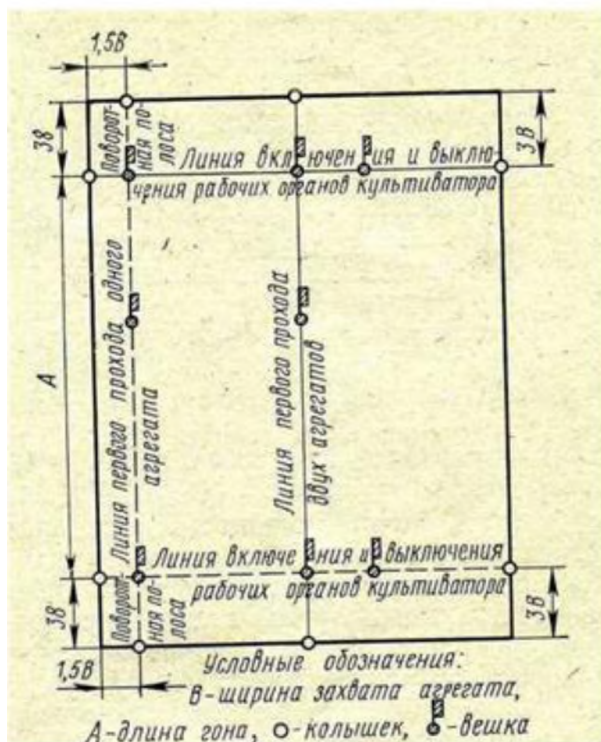 1,5В
3В
3В
Поворот-
ная по-
лоса
Линия включения и выклю-
чения рабочих органов культиватора
Линия первого прохода одного
агрегата
Линия первого прохода
двух агрегатов
А
Линия включения и выключения
рабочих органов культиватора
Поворот-
ная по-
лоса
3В
3В
1,5В
Условные обозначения:
В-ширина захвата агрегата,
А-длина гона, -колышек, -вешка